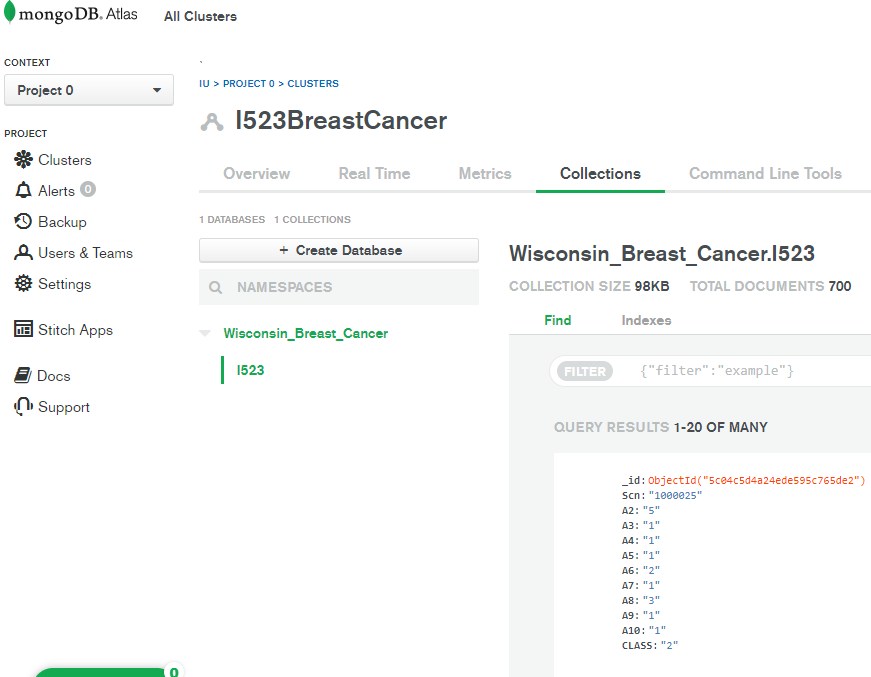 mongoDB. Atlas All Clusters
CONTEXT
Project 0
PROJECT
Clusters
Alerts 0
Backup
Users & Teams
Settings
Stitch Apps
Docs
Support
IU > PROJECT 0 > CLUSTERS
I523BreastCancer
Overview Real Time Metrics Collections Command Line Tools
1 DATABASES 1 COLLECTIONS
+ Create Database
NAMESPACES
Wisconsin_Breast_Cancer
I523
Wisconsin_Breast_Cancer.I523
COLLECTION SIZE 98KB TOTAL DOCUMENTS 700
Find Indexes
FILTER {"filter":"example"}
QUERY RESULTS 1-20 OF MANY
_id: ObjectId("5c04c5d4a24ede595c765de2")
Scn: "1000025"
A2: "5"
A3: "1"
A4: "1"
A5: "1"
A6: "2"
A7: "1"
A8: "3"
A9: "1"
A10: "1"
CLASS: "2"
0